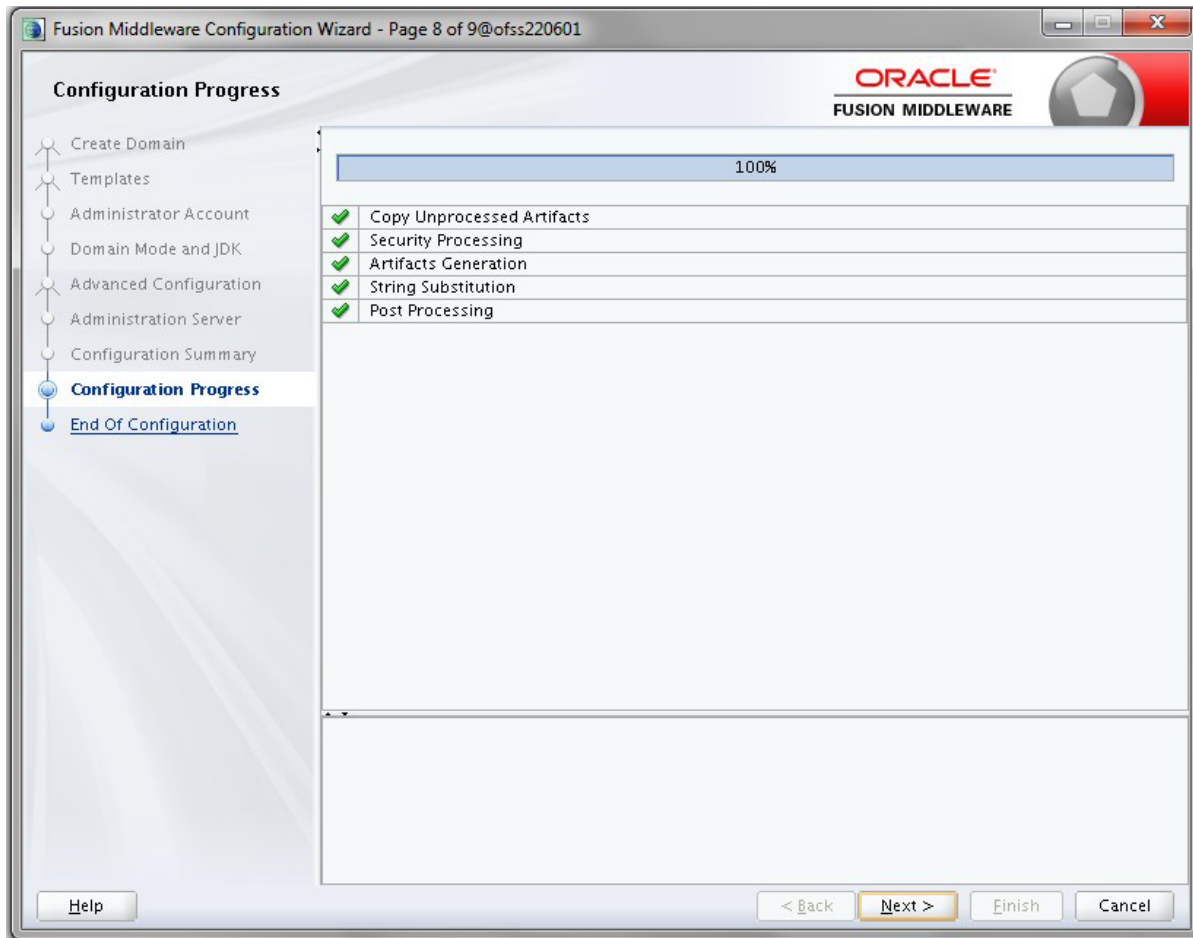 Fusion Middleware Configuration Wizard - Page 8 of 9@ofss220601
Configuration Progress
ORACLE
FUSION MIDDLEWARE
Create Domain
Templates
Administrator Account
Domain Mode and JDK
Advanced Configuration
Administration Server
Configuration Summary
Configuration Progress
End Of Configuration
100%
Copy Unprocessed Artifacts
Security Processing
Artifacts Generation
String Substitution
Post Processing
Help
< Back
Next >
Finish
Cancel